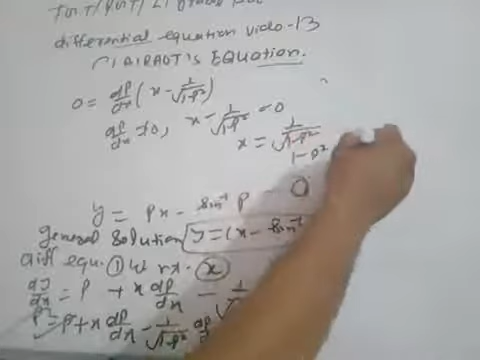 differential equation video-13
CLAIRAUT'S EQUATION.
0 = dp/dx (x - 1/√1-p²)
dp/dx ≠0, x - 1/√1-p² = 0
x = 1/√1-p²
1-p²
y = px - sin⁻¹ p - ①
general solution y = cx - sin⁻¹
diff equ. ① w.r.t. x
dy/dx = p + x dp/dx - 1/√
p = p + x dp/dx - 1/√1-p² dp/